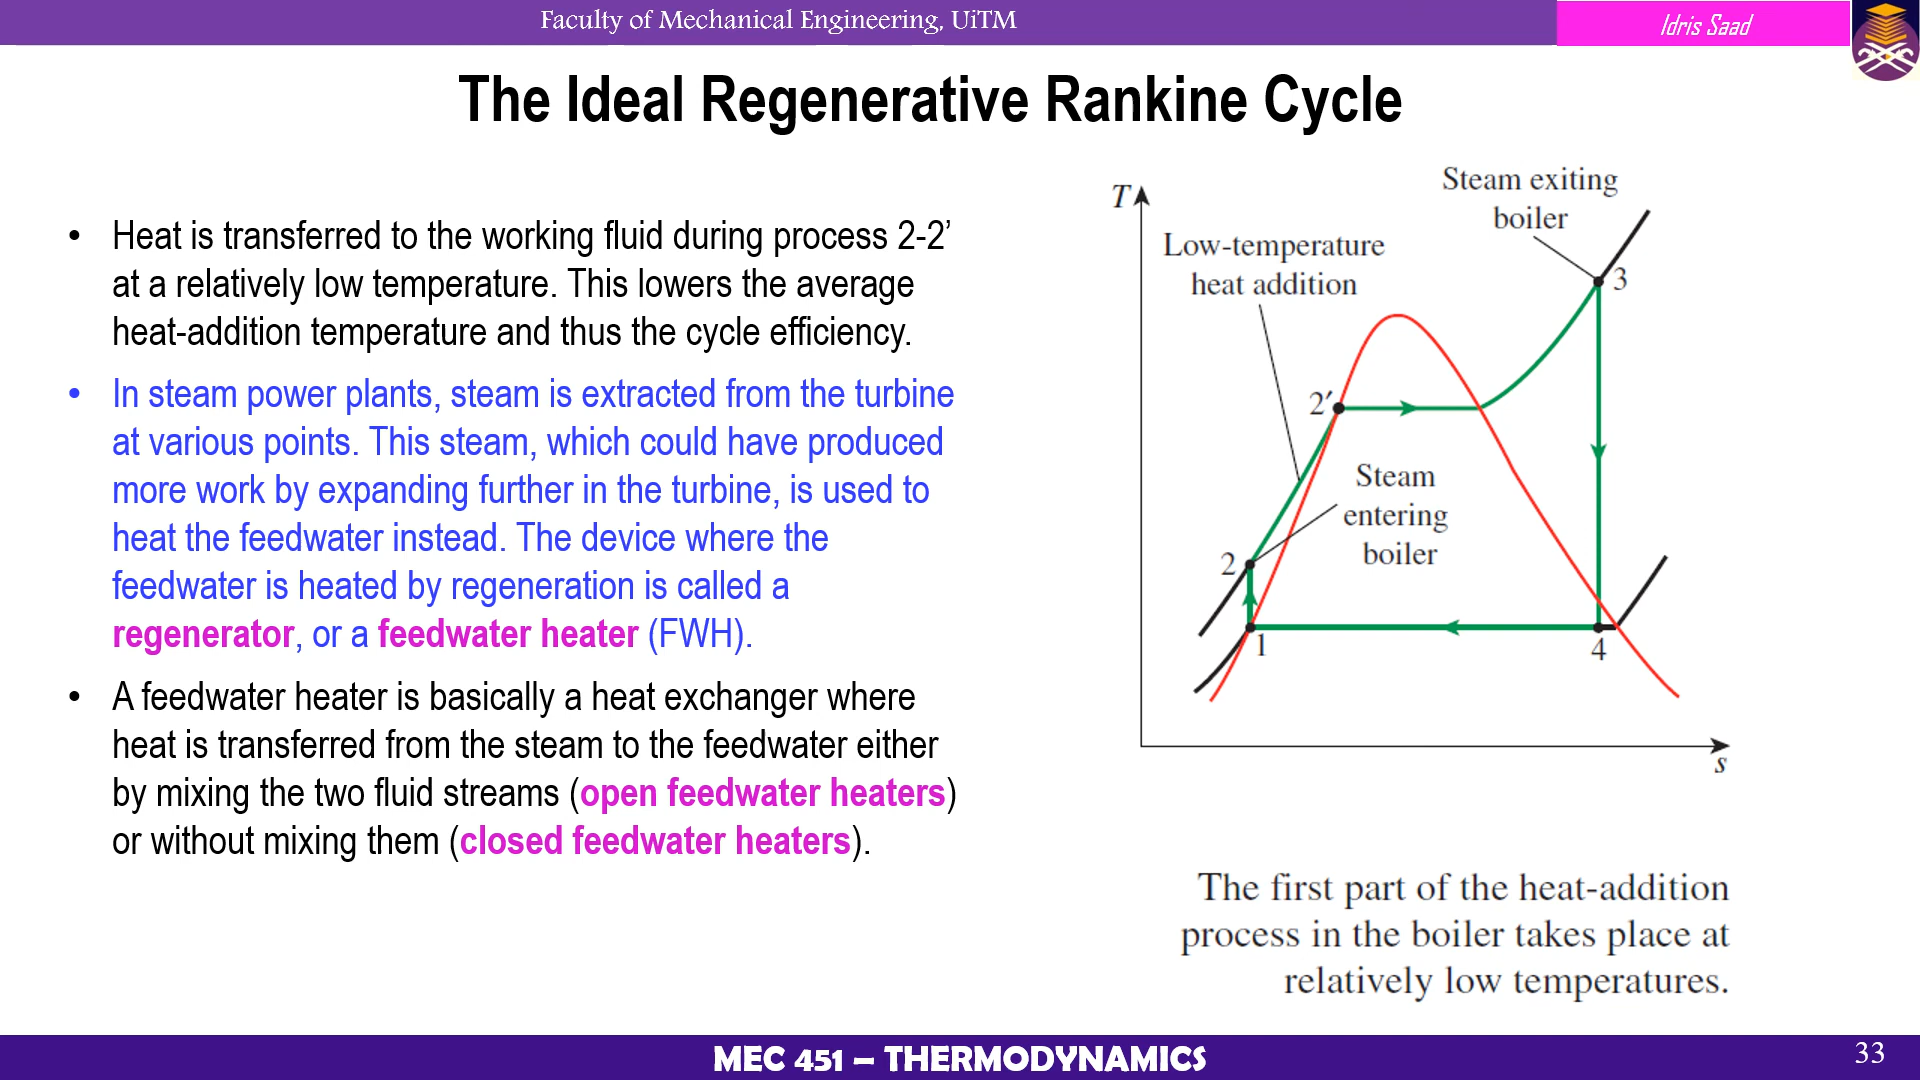 Faculty of Mechanical Engineering, UiTM
Idris Saad
The Ideal Regenerative Rankine Cycle
• Heat is transferred to the working fluid during process 2-2’
at a relatively low temperature. This lowers the average
heat-addition temperature and thus the cycle efficiency.
• In steam power plants, steam is extracted from the turbine
at various points. This steam, which could have produced
more work by expanding further in the turbine, is used to
heat the feedwater instead. The device where the
feedwater is heated by regeneration is called a
regenerator, or a feedwater heater (FWH).
• A feedwater heater is basically a heat exchanger where
heat is transferred from the steam to the feedwater either
by mixing the two fluid streams (open feedwater heaters)
or without mixing them (closed feedwater heaters).
T
Steam exiting
boiler
Low-temperature
heat addition
3
2′
Steam
entering
boiler
2
1
4
s
The first part of the heat-addition
process in the boiler takes place at
relatively low temperatures.
MEC 451 – THERMODYNAMICS
33